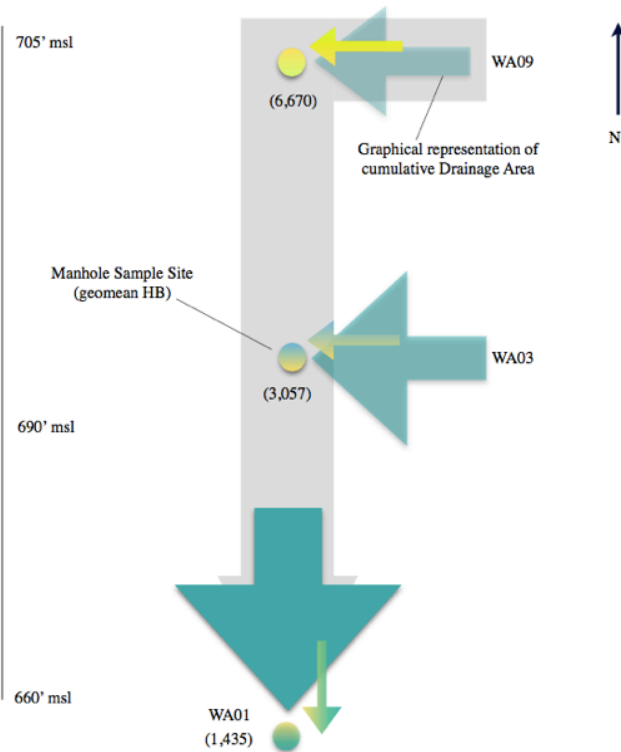 705’ msl
WA09
(6,670)
N
Graphical representation of
cumulative Drainage Area
Manhole Sample Site
(geomean HB)
WA03
(3,057)
690’ msl
660’ msl
WA01
(1,435)